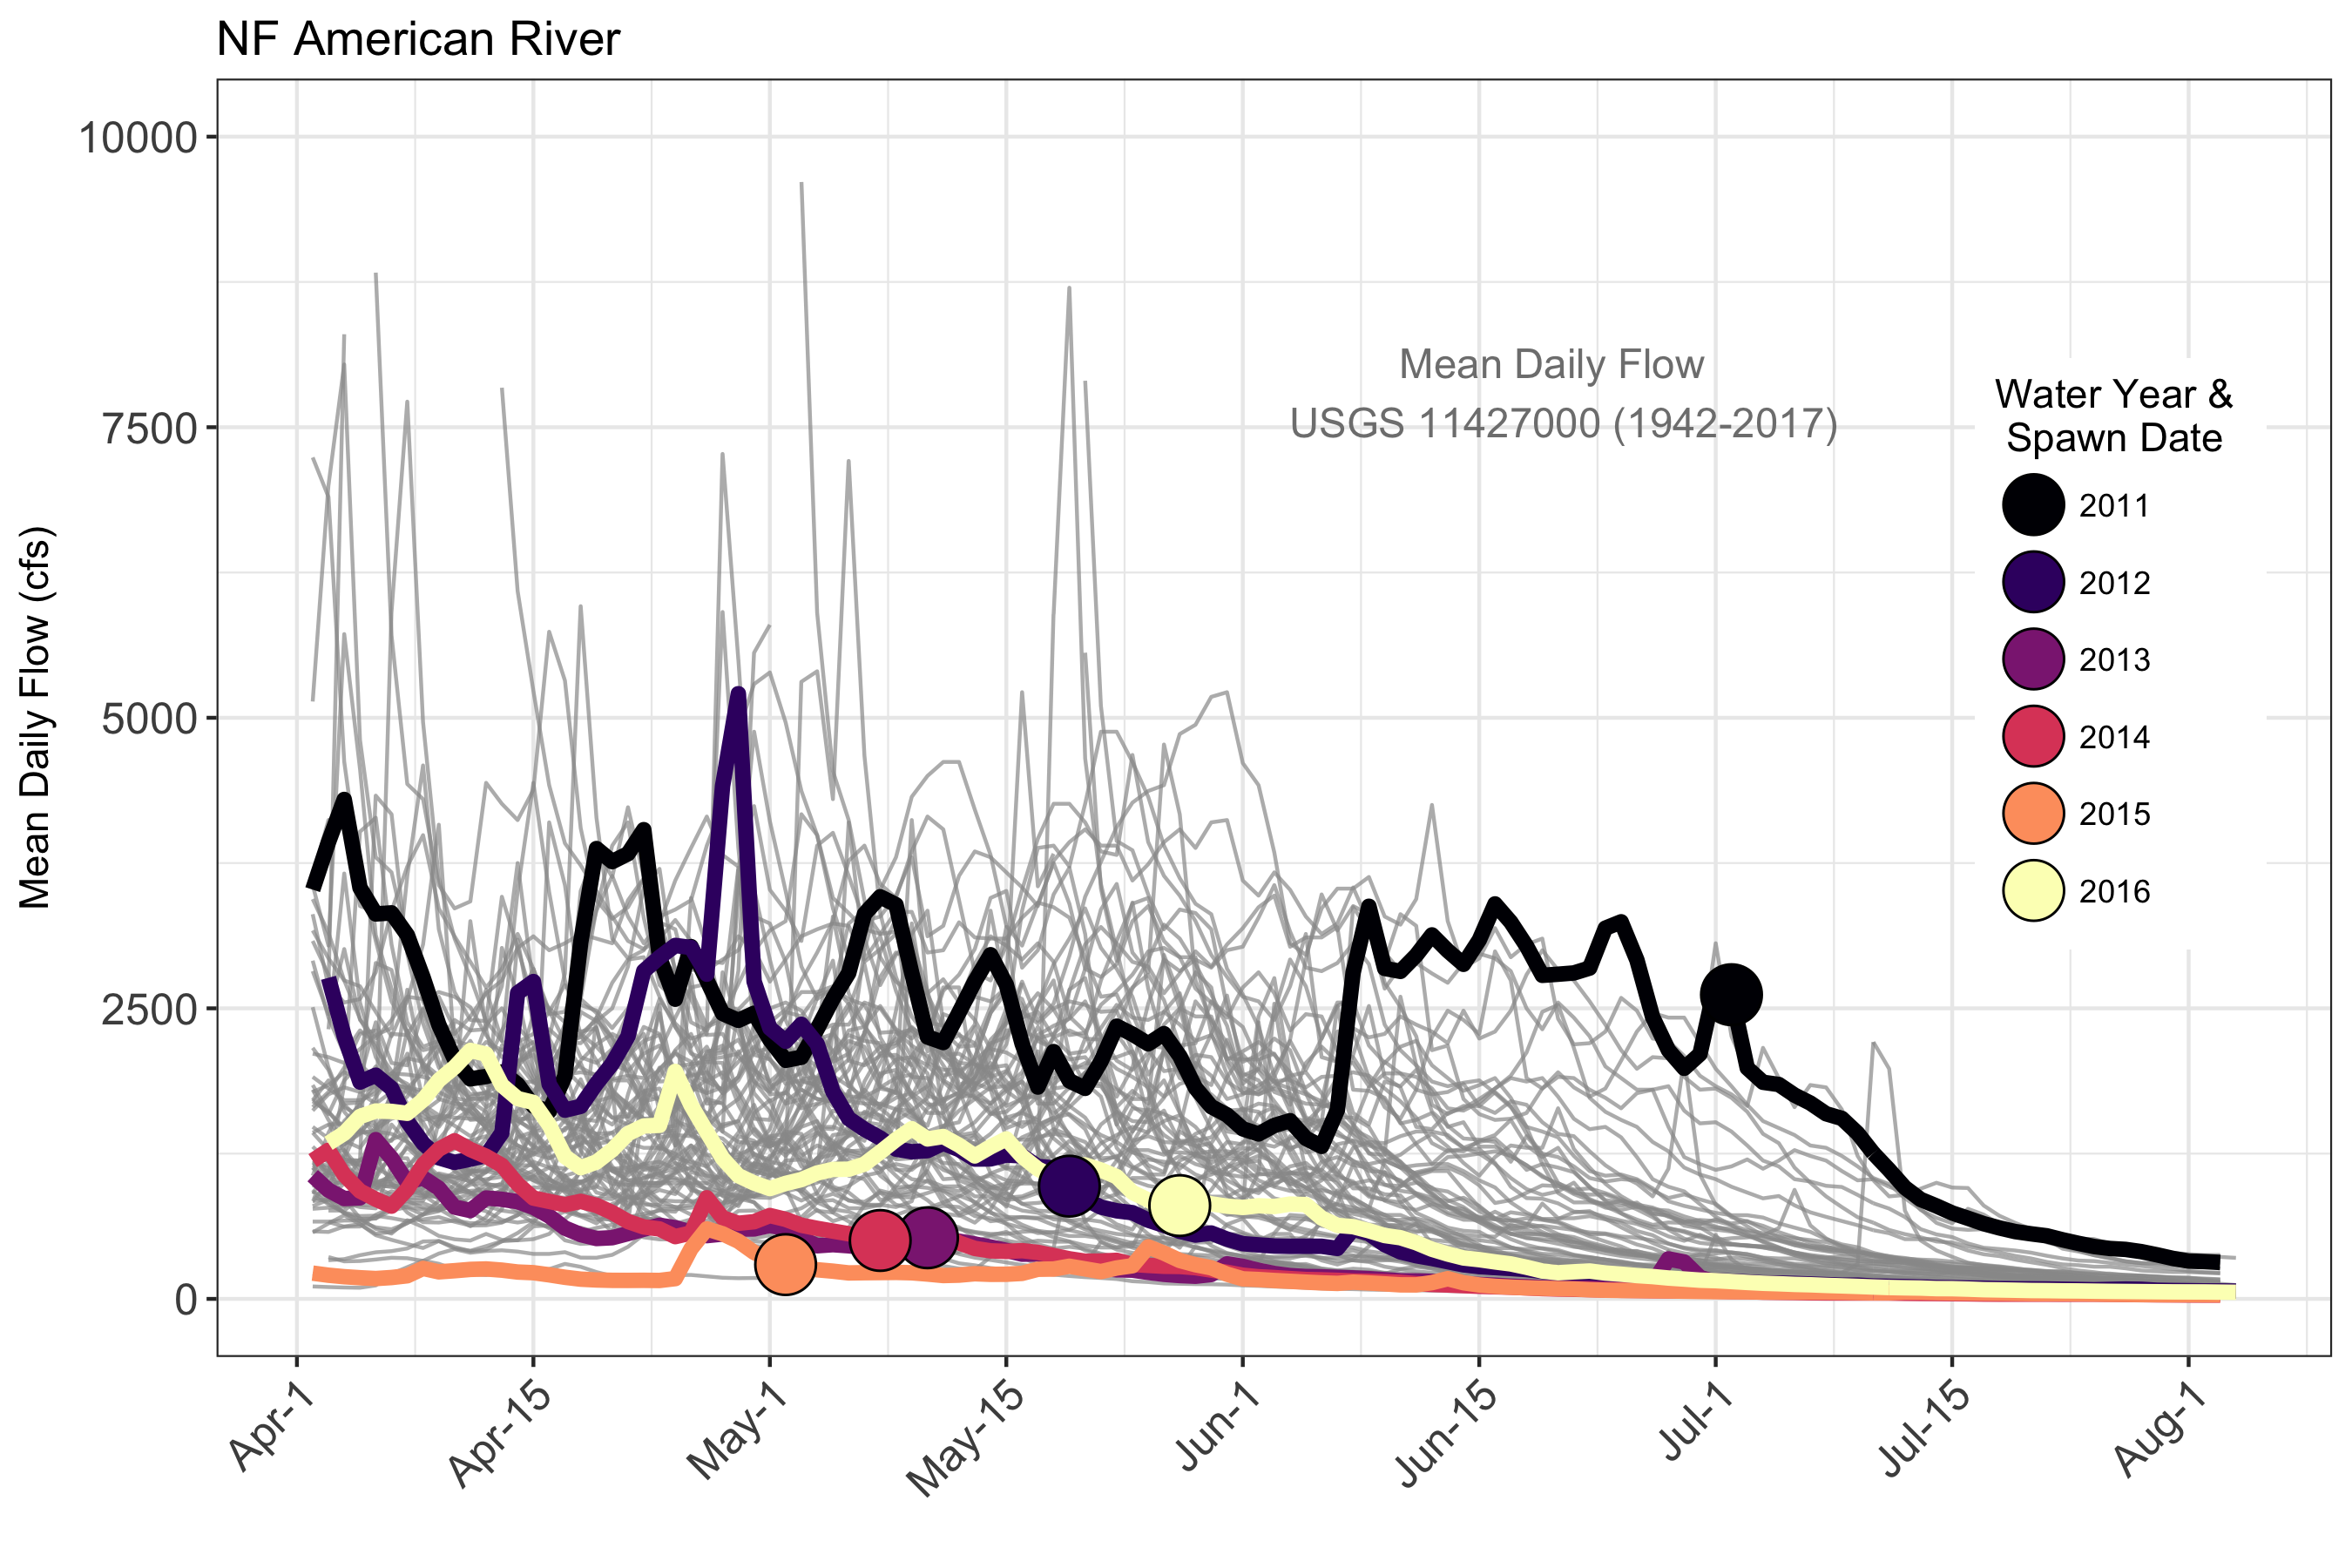 NF American River
Mean Daily Flow (cfs)
10000
7500
5000
2500
0
Mean Daily Flow
USGS 11427000 (1942-2017)
Water Year &
Spawn Date
2011
2012
2013
2014
2015
2016
Apr-1
Apr-15
May-1
May-15
Jun-1
Jun-15
Jul-1
Jul-15
Aug-1